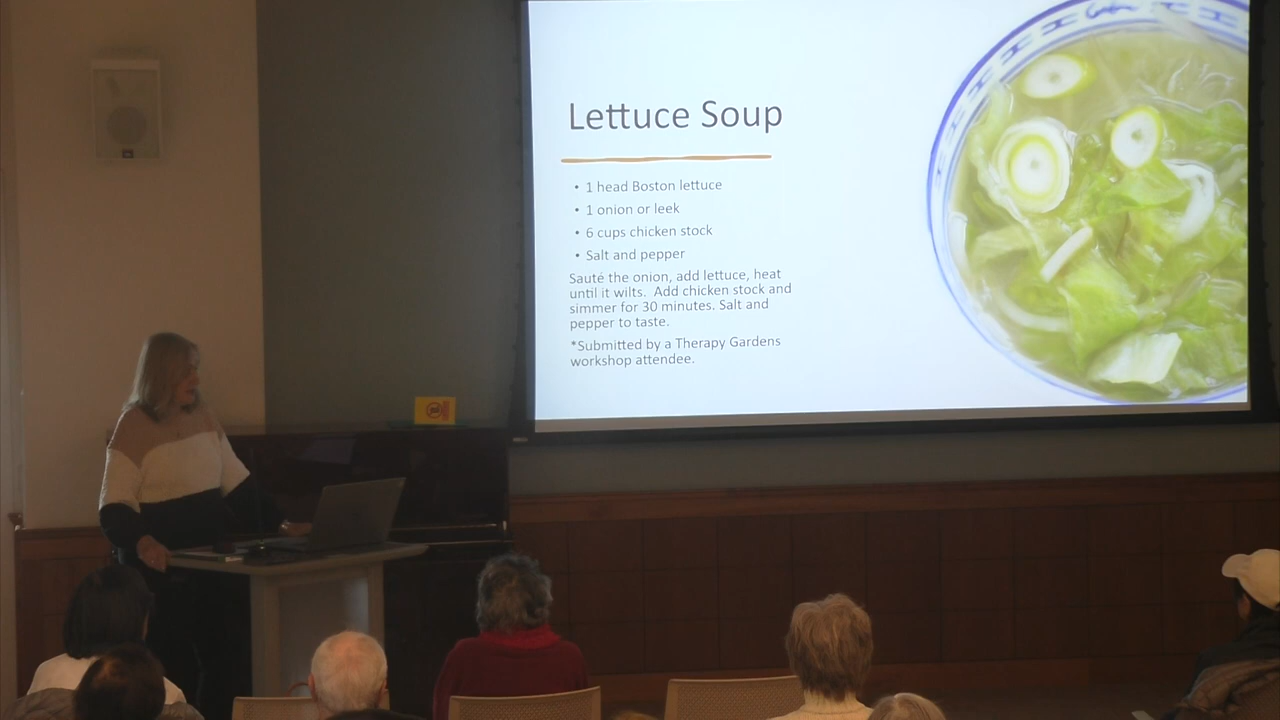 Lettuce Soup
• 1 head Boston lettuce
• 1 onion or leek
• 6 cups chicken stock
• Salt and pepper
Sauté the onion, add lettuce, heat
until it wilts.  Add chicken stock and
simmer for 30 minutes. Salt and
pepper to taste.
*Submitted by a Therapy Gardens
workshop attendee.